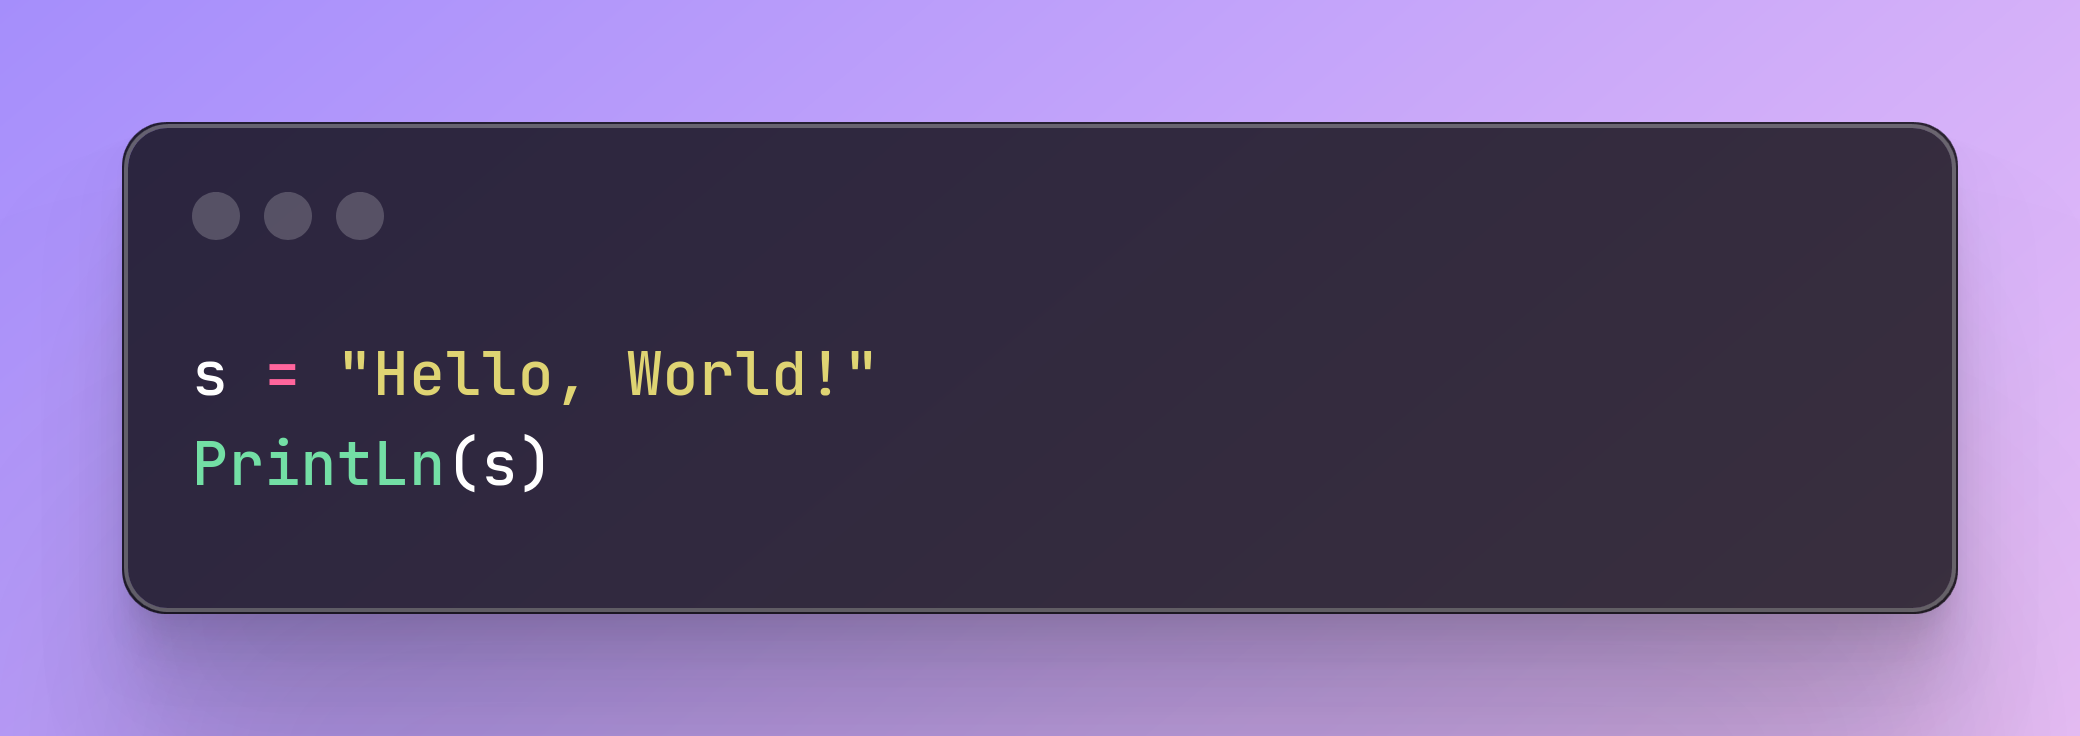 s = "Hello, World!"
PrintLn(s)